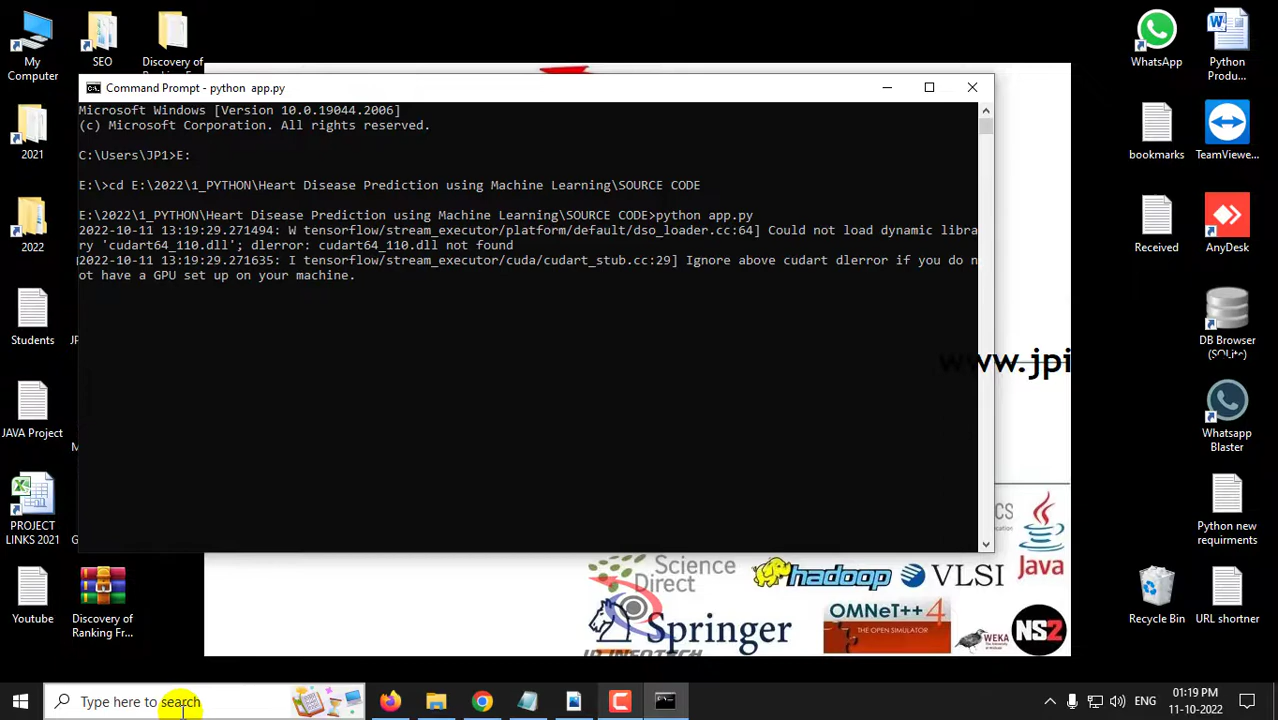 My
Computer
SEO
Discovery of
WhatsApp
Python
Produ...
Command Prompt - python  app.py
Microsoft Windows [Version 10.0.19044.2006]
(c) Microsoft Corporation. All rights reserved.
C:\Users\JP1>E:
E:\>cd E:\2022\1_PYTHON\Heart Disease Prediction using Machine Learning\SOURCE CODE
E:\2022\1_PYTHON\Heart Disease Prediction using Machine Learning\SOURCE CODE>python app.py
2022-10-11 13:19:29.271494: W tensorflow/stream_executor/platform/default/dso_loader.cc:64] Could not load dynamic libra
ry 'cudart64_110.dll'; dlerror: cudart64_110.dll not found
2022-10-11 13:19:29.271635: I tensorflow/stream_executor/cuda/cudart_stub.cc:29] Ignore above cudart dlerror if you do n
ot have a GPU set up on your machine.
2021
2022
Students
JAVA Project
PROJECT
LINKS 2021
Youtube
Discovery of
Ranking Fr...
bookmarks
TeamViewe...
Received
AnyDesk
DB Browser
(SQLite)
Whatsapp
Blaster
Python new
requirments
Recycle Bin
URL shortner
www.jpi
Science
Direct
hadoop
VLSI
Java
Springer
OMNet++ 4
THE OPEN SIMULATOR
WEKA
NS2
JP INFOTECH
Type here to search
ENG
01:19 PM
11-10-2022